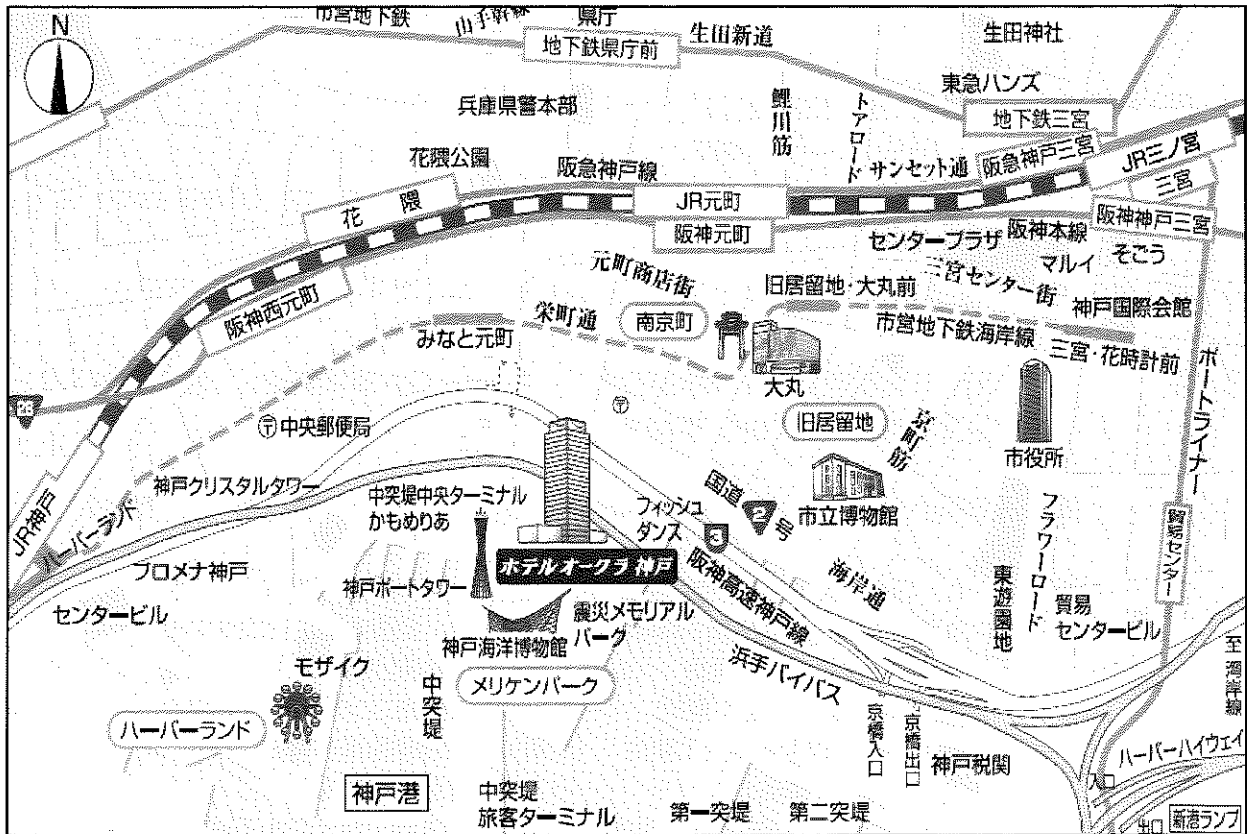 N
市営地下鉄
山手幹線
県庁
地下鉄県庁前
生田新道
生田神社
東急ハンズ
地下鉄三宮
兵庫県警本部
鯉川筋
トアロード
花隈公園
阪急神戸線
サンセット通
阪急神戸三宮
JR三ノ宮
三宮
花隈
JR元町
阪神元町
阪神神戸三宮
センタープラザ
阪神本線
そごう
マルイ
三宮センター街
元町商店街
阪神西元町
栄町通
南京町
旧居留地・大丸前
神戸国際会館
市営地下鉄海岸線
みなと元町
三宮・花時計前
ポートライナー
大丸
28
〒中央郵便局
〒
旧居留地
京町筋
市役所
神戸クリスタルタワー
中突堤中央ターミナル
かもめりあ
フィッシュ
ダンス
国道2号
市立博物館
3
阪神高速神戸線
フラワーロード
貿易センター
JR神戸
ハーバーランド
プロメナ神戸
神戸ポートタワー
ホテルオークラ神戸
海岸通
東遊園地
センタービル
震災メモリアル
パーク
神戸海洋博物館
貿易
センタービル
浜手バイパス
モザイク
中突堤
メリケンパーク
至湾岸線
ハーバーランド
京橋入口
京橋出口
神戸税関
ハーバーハイウェイ
神戸港
中突堤
旅客ターミナル
第一突堤
第二突堤
入口
出口
新港ランプ